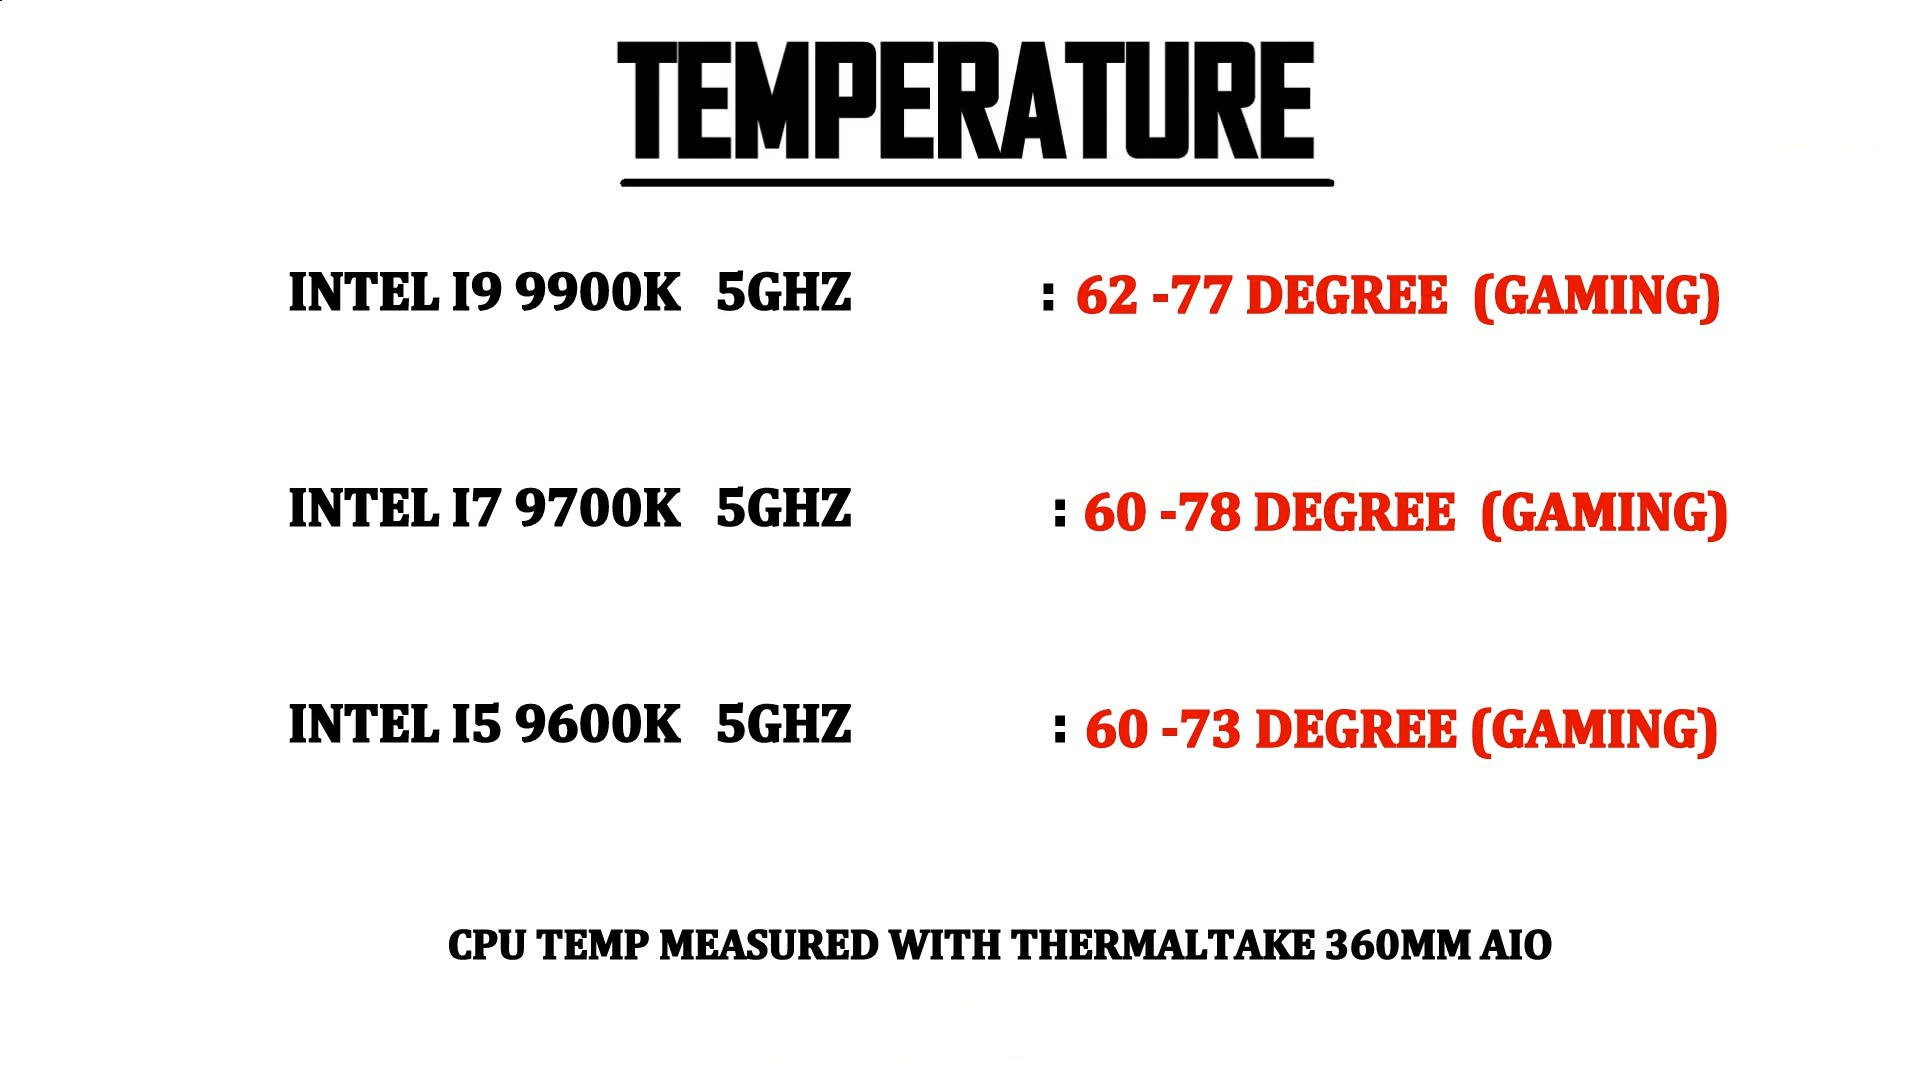 TEMPERATURE
INTEL I9 9900K 5GHZ : 62 -77 DEGREE (GAMING)
INTEL I7 9700K 5GHZ : 60 -78 DEGREE (GAMING)
INTEL I5 9600K 5GHZ : 60 -73 DEGREE (GAMING)
CPU TEMP MEASURED WITH THERMALTAKE 360MM AIO